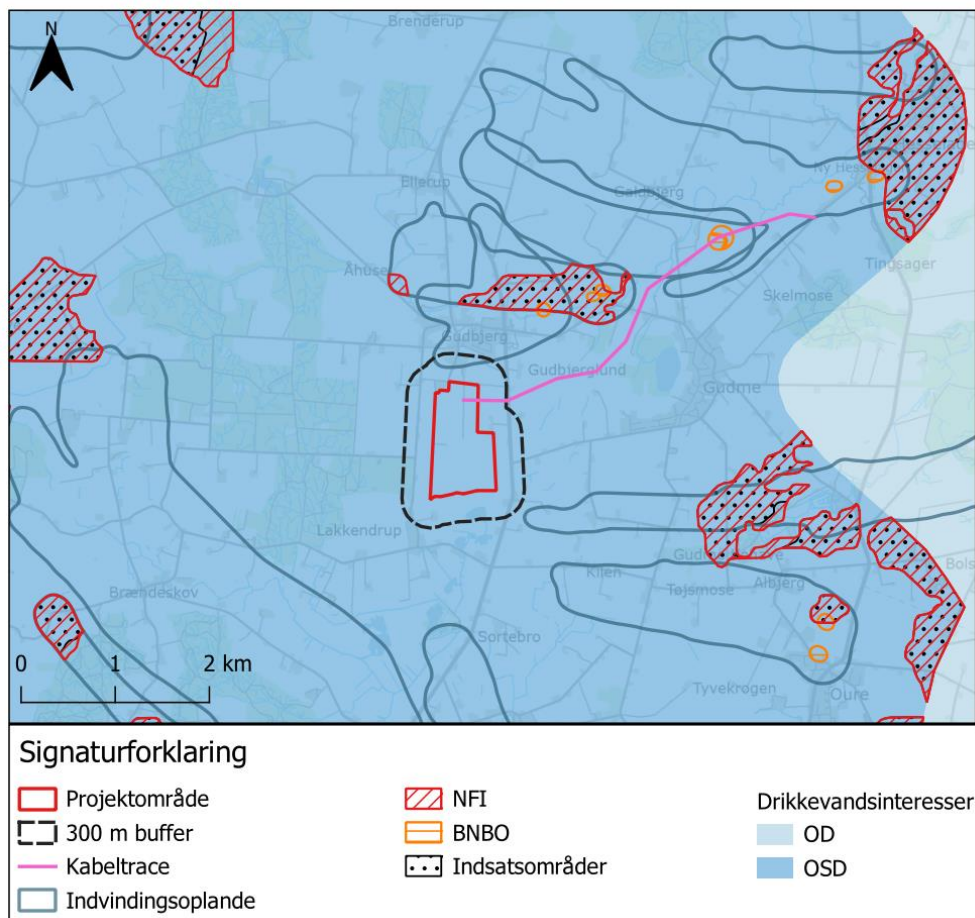 Brenderup
N
Ny Hess
Ellerup
Galdbjerg
Åhuse
Tingsager
Skelmose
Gudbjerg
Gudbjerglund
Gudme
Lakkendrup
Bols
Kilen
Tøjsmose
Albjerg
Brændeskov
Sortebro
0 1 2 km
Tyvekrogen
Oure
Signaturforklaring
Projektområde
300 m buffer
Kabeltrace
Indvindingsoplande
NFI
BNBO
Indsatsområder
Drikkevandsinteresser
OD
OSD